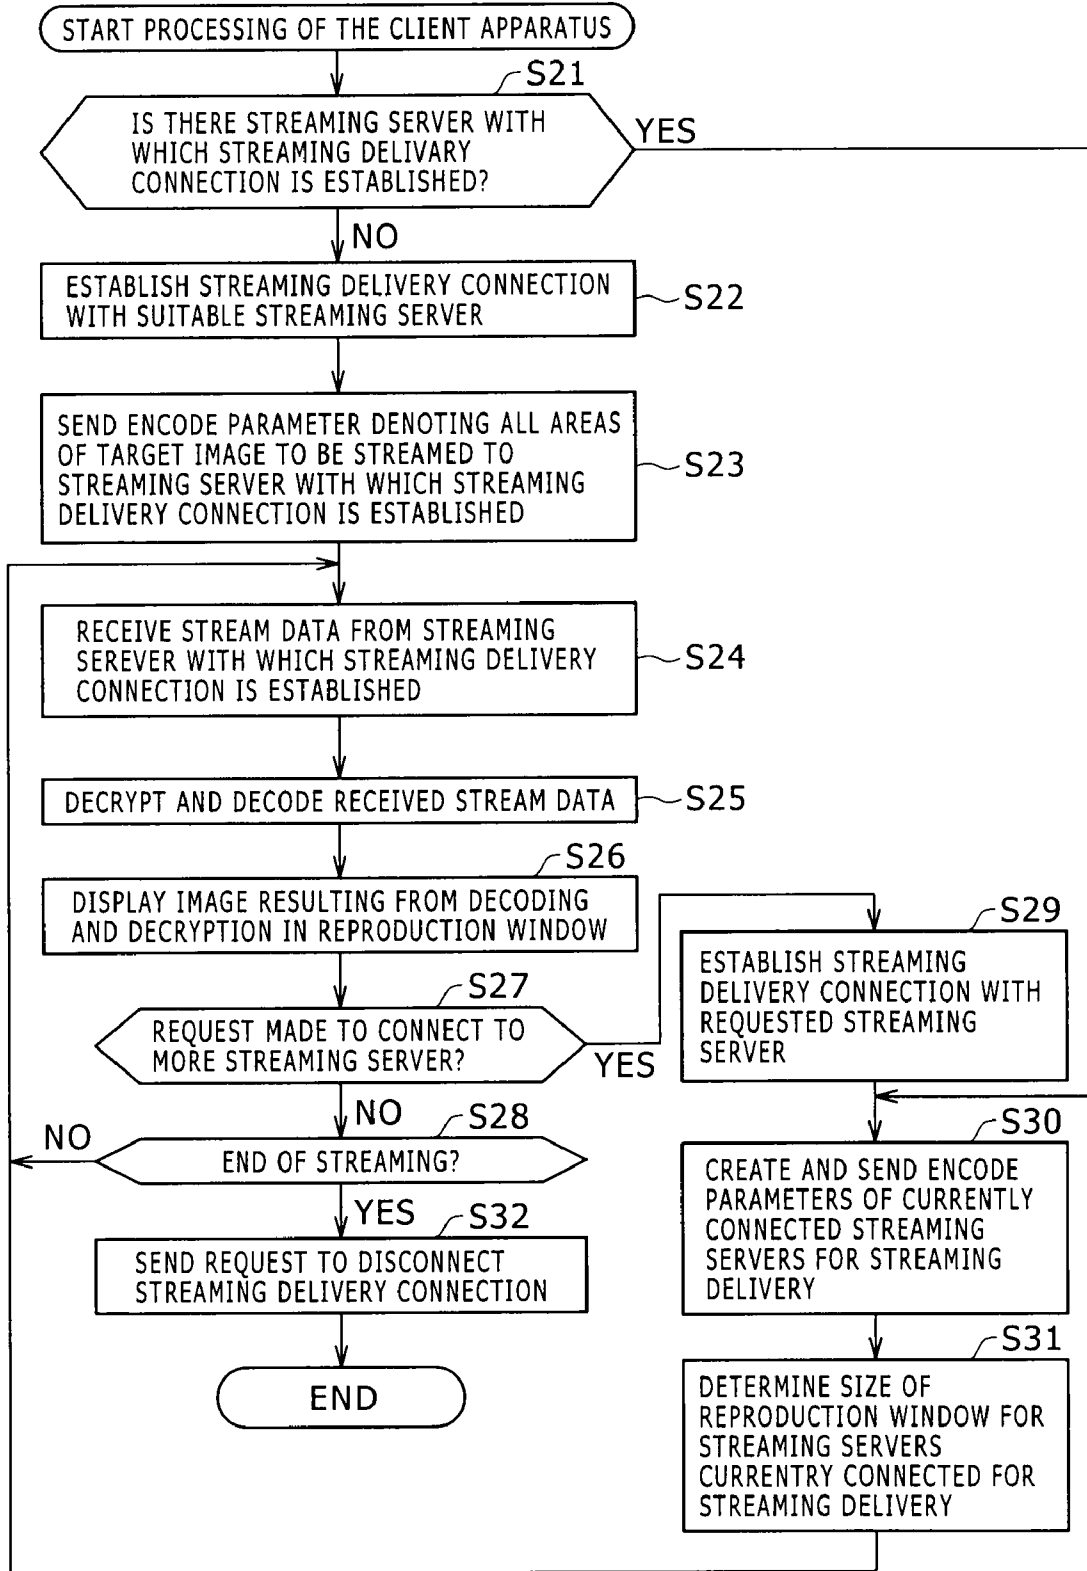 START PROCESSING OF THE CLIENT APPARATUS
S21
IS THERE STREAMING SERVER WITH
WHICH STREAMING DELIVARY
CONNECTION IS ESTABLISHED?
YES
NO
ESTABLISH STREAMING DELIVERY CONNECTION
WITH SUITABLE STREAMING SERVER
S22
SEND ENCODE PARAMETER DENOTING ALL AREAS
OF TARGET IMAGE TO BE STREAMED TO
STREAMING SERVER WITH WHICH STREAMING
DELIVERY CONNECTION IS ESTABLISHED
S23
RECEIVE STREAM DATA FROM STREAMING
SEREVER WITH WHICH STREAMING DELIVERY
CONNECTION IS ESTABLISHED
S24
DECRYPT AND DECODE RECEIVED STREAM DATA
S25
S26
DISPLAY IMAGE RESULTING FROM DECODING
AND DECRYPTION IN REPRODUCTION WINDOW
S27
REQUEST MADE TO CONNECT TO
MORE STREAMING SERVER?
YES
NO
S28
END OF STREAMING?
NO
YES
S32
SEND REQUEST TO DISCONNECT
STREAMING DELIVERY CONNECTION
END
S29
ESTABLISH STREAMING
DELIVERY CONNECTION WITH
REQUESTED STREAMING
SERVER
S30
CREATE AND SEND ENCODE
PARAMETERS OF CURRENTLY
CONNECTED STREAMING
SERVERS FOR STREAMING
DELIVERY
S31
DETERMINE SIZE OF
REPRODUCTION WINDOW FOR
STREAMING SERVERS
CURRENTRY CONNECTED FOR
STREAMING DELIVERY